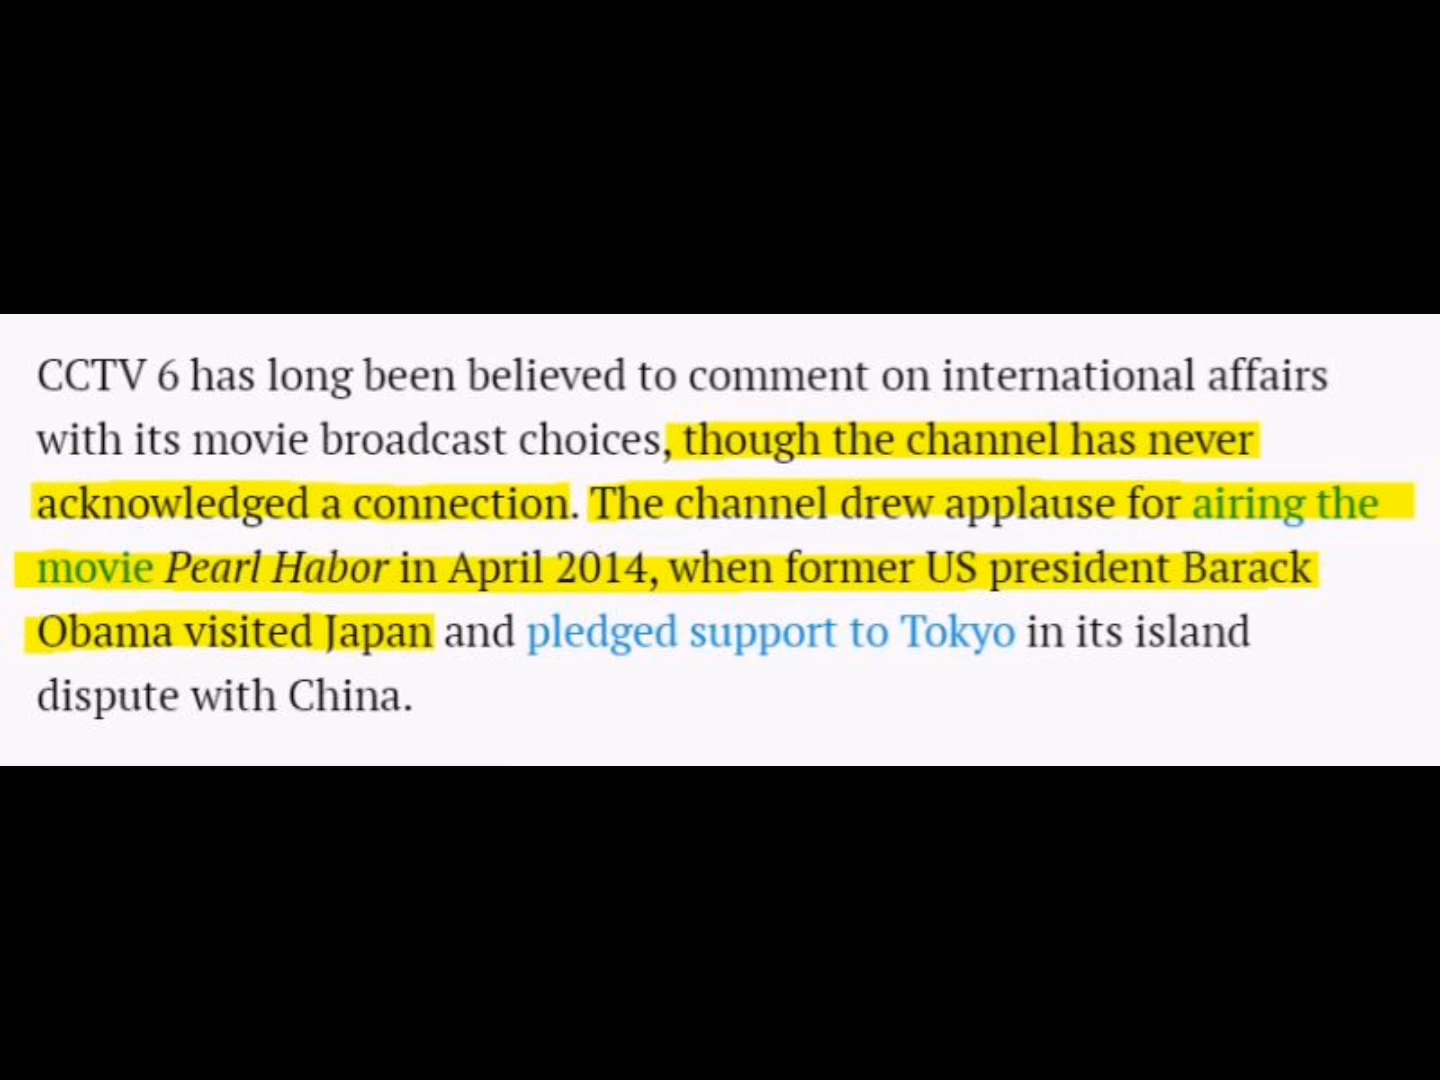 CCTV 6 has long been believed to comment on international affairs
with its movie broadcast choices, though the channel has never
acknowledged a connection. The channel drew applause for airing the
movie Pearl Habor in April 2014, when former US president Barack
Obama visited Japan and pledged support to Tokyo in its island
dispute with China.